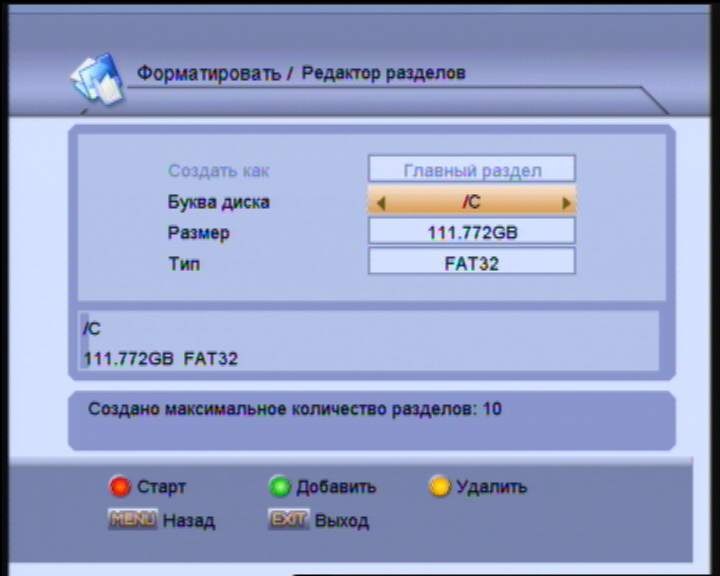 Форматировать / Редактор разделов
Создать как Главный раздел
Буква диска /C
Размер 111.772GB
Тип FAT32
/C
111.772GB FAT32
Создано максимальное количество разделов: 10
Старт Добавить Удалить
MENU Назад EXIT Выход